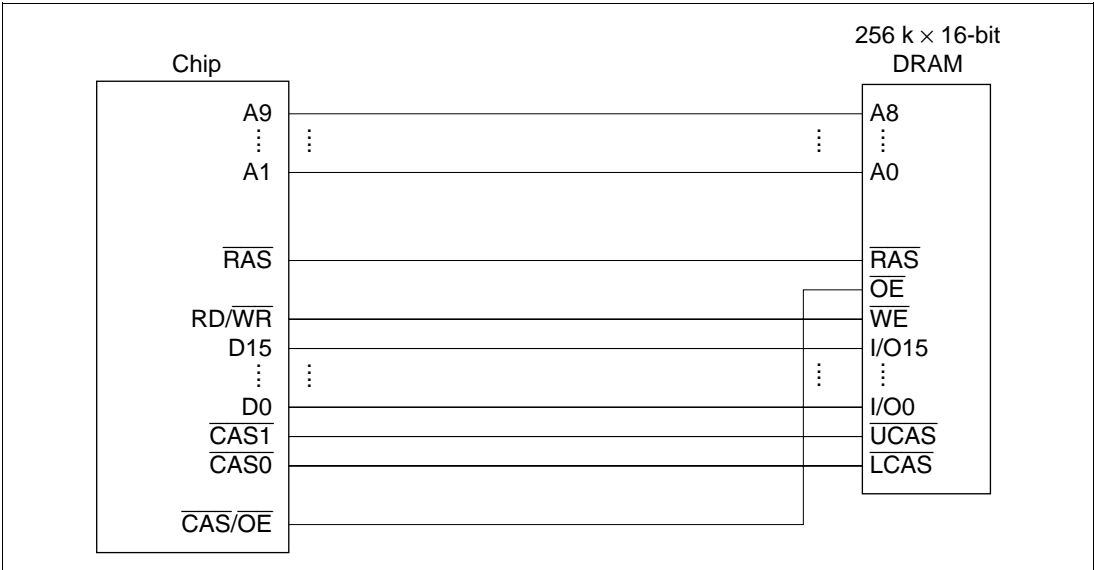 256 k × 16-bit
DRAM
Chip
A9
A1
RAS
RD/WR
D15
D0
CAS1
CAS0
CAS/OE
A8
A0
RAS
OE
WE
I/O15
I/O0
UCAS
LCAS